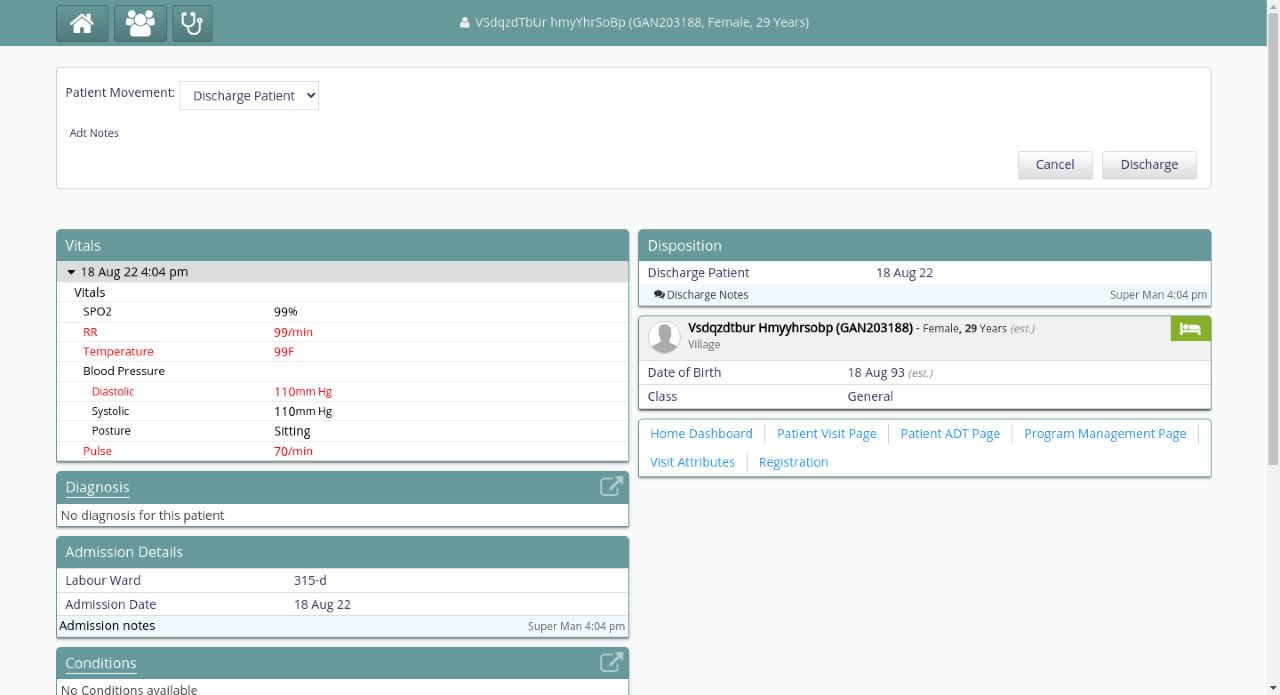 VSdqzdTbUr hmyYhrSoBp (GAN203188, Female, 29 Years)
Patient Movement: Discharge Patient
Adt Notes
Cancel Discharge
Vitals
18 Aug 22 4:04 pm
Vitals
SPO2 99%
RR 99/min
Temperature 99F
Blood Pressure
Diastolic 110mm Hg
Systolic 110mm Hg
Posture Sitting
Pulse 70/min
Diagnosis
No diagnosis for this patient
Admission Details
Labour Ward 315-d
Admission Date 18 Aug 22
Admission notes Super Man 4:04 pm
Conditions
No Conditions available
Disposition
Discharge Patient 18 Aug 22
Discharge Notes Super Man 4:04 pm
Vsdqzdtbur Hmyyhrsobp (GAN203188) - Female, 29 Years (est.)
Village
Date of Birth 18 Aug 93 (est.)
Class General
Home Dashboard Patient Visit Page Patient ADT Page Program Management Page
Visit Attributes Registration